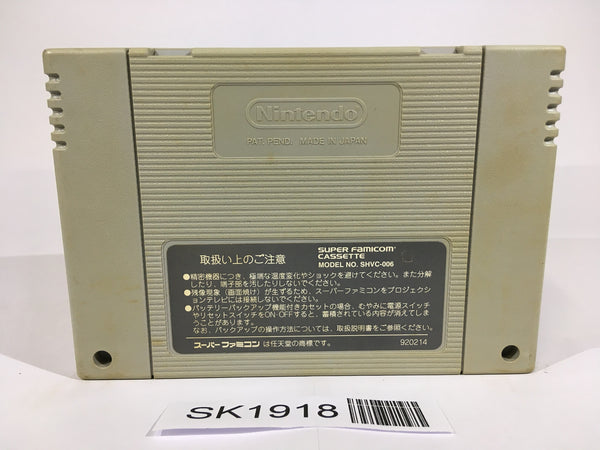 Nintendo
PAT. PEND. / MADE IN JAPAN
取扱い上のご注意
SUPER FAMICOM
CASSETTE
MODEL NO. SHVC-006
●精密機器につき、極端な温度変化やショックを避けてください。また分解
したり、端子部を汚したりしないでください。
●残像現象（画面焼け）が生ずるため、スーパーファミコンをプロジェクシ
ョンテレビには接続しないでください。
●バッテリーバックアップ機能付きカセットの場合、むやみに電源スイッチ
やリセットスイッチをON-OFFすると、蓄積されている内容が消えてしま
うことがあります。
なお、バックアップの操作方法については、取扱説明書をご参照ください。
スーパーファミコン は任天堂の商標です。
920214
SK1918